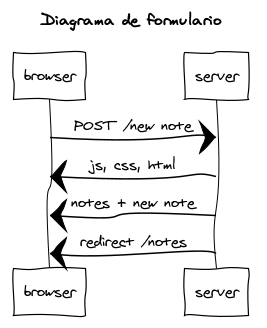 Diagrama de formulario
browser
server
POST /new note
js, css, html
notes + new note
redirect /notes
browser
server